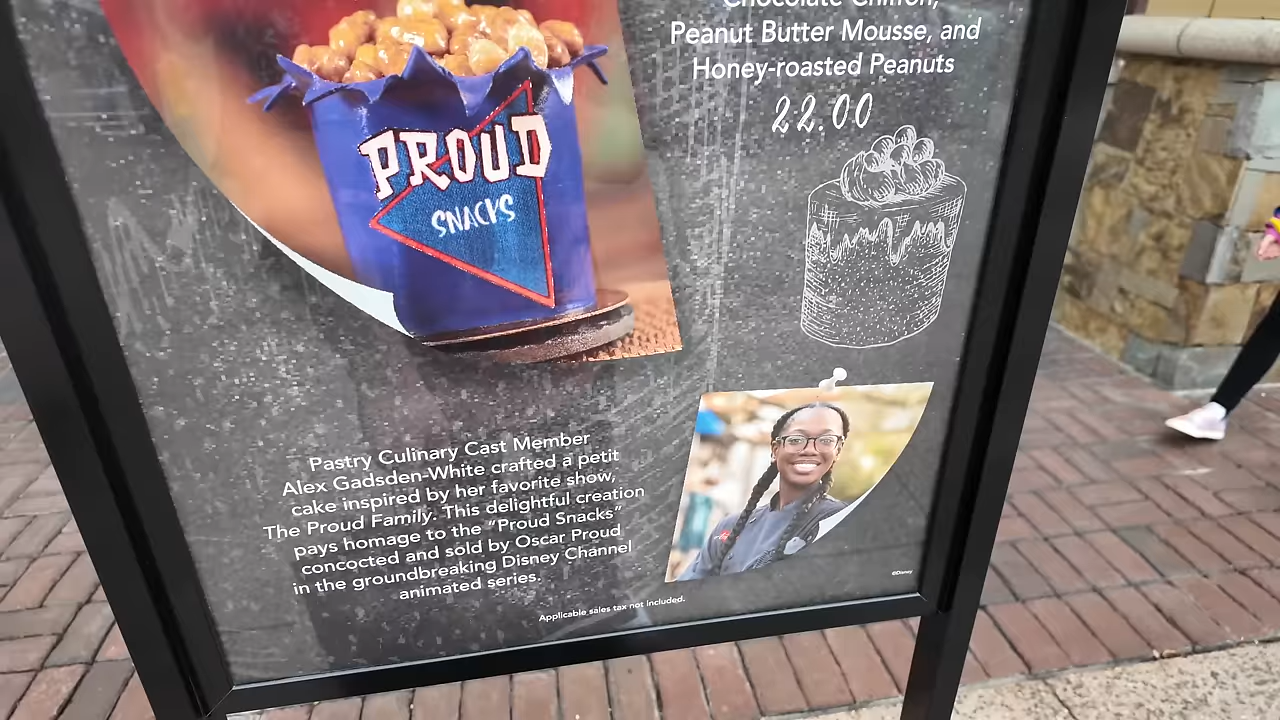 Chocolate Chiffon,
Peanut Butter Mousse, and
Honey-roasted Peanuts
22.00
PROUD
SNACKS
Pastry Culinary Cast Member
Alex Gadsden-White crafted a petit
cake inspired by her favorite show,
The Proud Family. This delightful creation
pays homage to the “Proud Snacks”
concocted and sold by Oscar Proud
in the groundbreaking Disney Channel
animated series.
Applicable sales tax not included.
©Disney